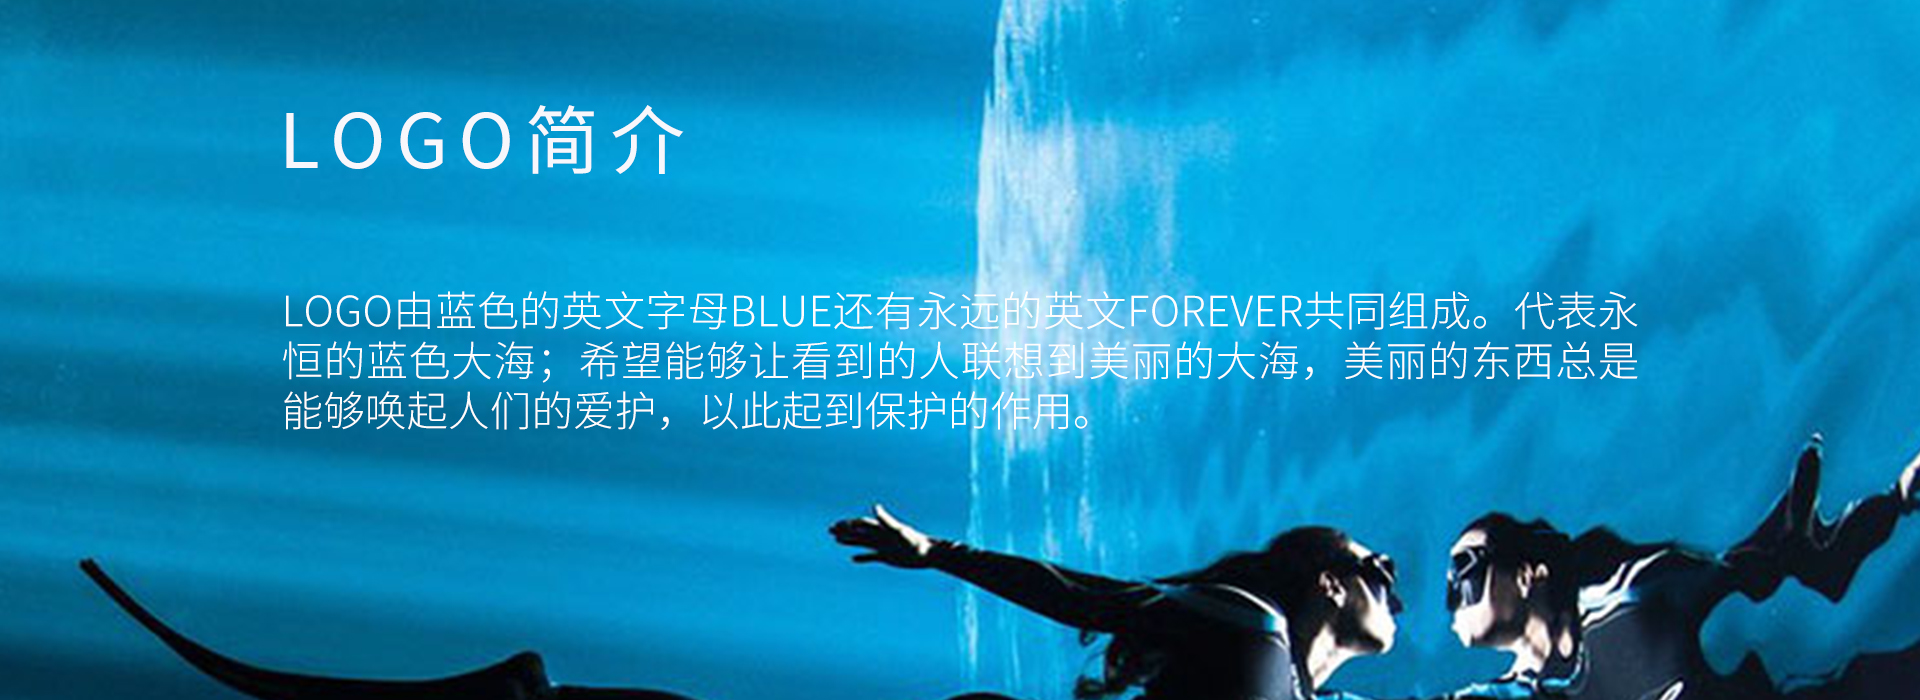 LOGO简介
LOGO由蓝色的英文字母BLUE还有永远的英文FOREVER共同组成。代表永
恒的蓝色大海；希望能够让看到的人联想到美丽的大海，美丽的东西总是
能够唤起人们的爱护，以此起到保护的作用。